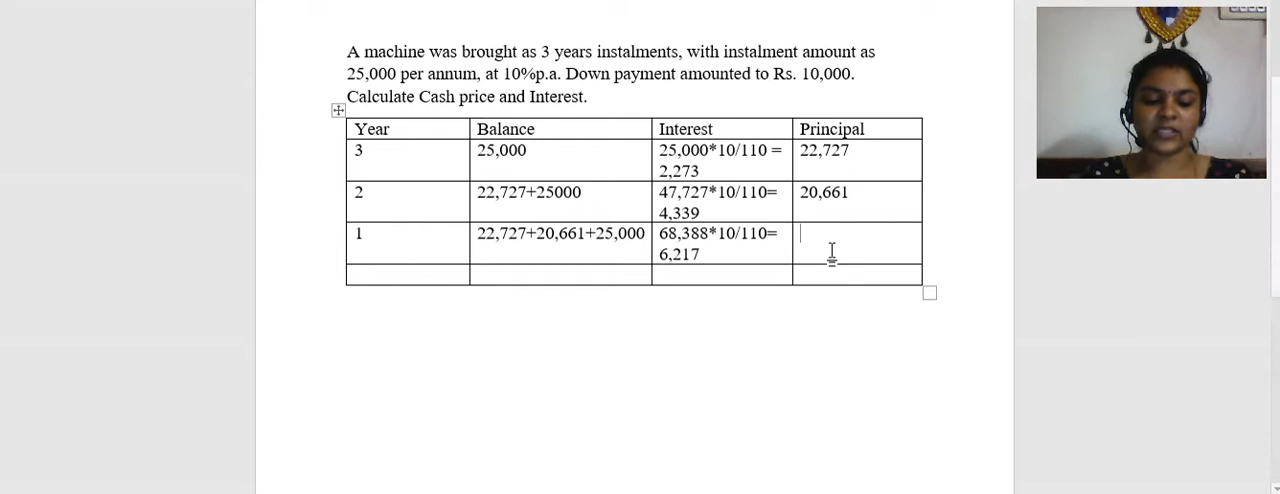 A machine was brought as 3 years instalments, with instalment amount as
25,000 per annum, at 10%p.a. Down payment amounted to Rs. 10,000.
Calculate Cash price and Interest.
Year Balance Interest Principal
3 25,000 25,000*10/110 = 22,727
2,273
2 22,727+25000 47,727*10/110= 20,661
4,339
1 22,727+20,661+25,000 68,388*10/110=
6,217